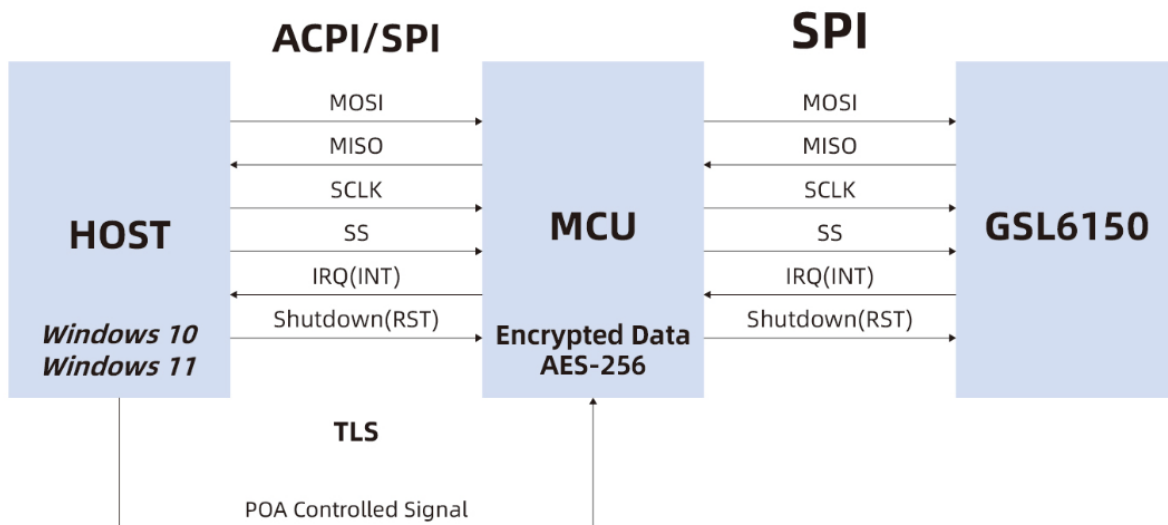 ACPI/SPI
SPI
HOST
Windows 10
Windows 11
MOSI
MISO
SCLK
SS
IRQ(INT)
Shutdown(RST)
MCU
Encrypted Data
AES-256
MOSI
MISO
SCLK
SS
IRQ(INT)
Shutdown(RST)
GSL6150
TLS
POA Controlled Signal